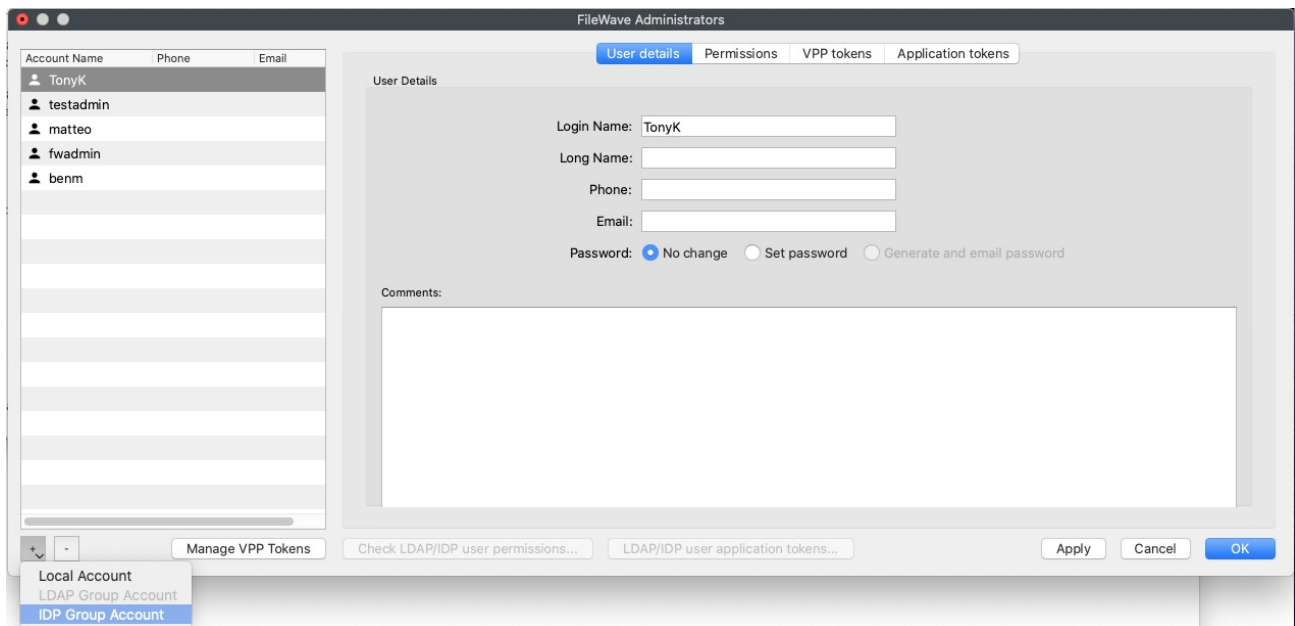 FileWave Administrators
User details Permissions VPP tokens Application tokens
Account Name Phone Email
TonyK
testadmin
matteo
fwadmin
benm
User Details
Login Name: TonyK
Long Name:
Phone:
Email:
Password: No change Set password Generate and email password
Comments:
+ - Manage VPP Tokens Check LDAP/IDP user permissions... LDAP/IDP user application tokens... Apply Cancel OK
Local Account
LDAP Group Account
IDP Group Account